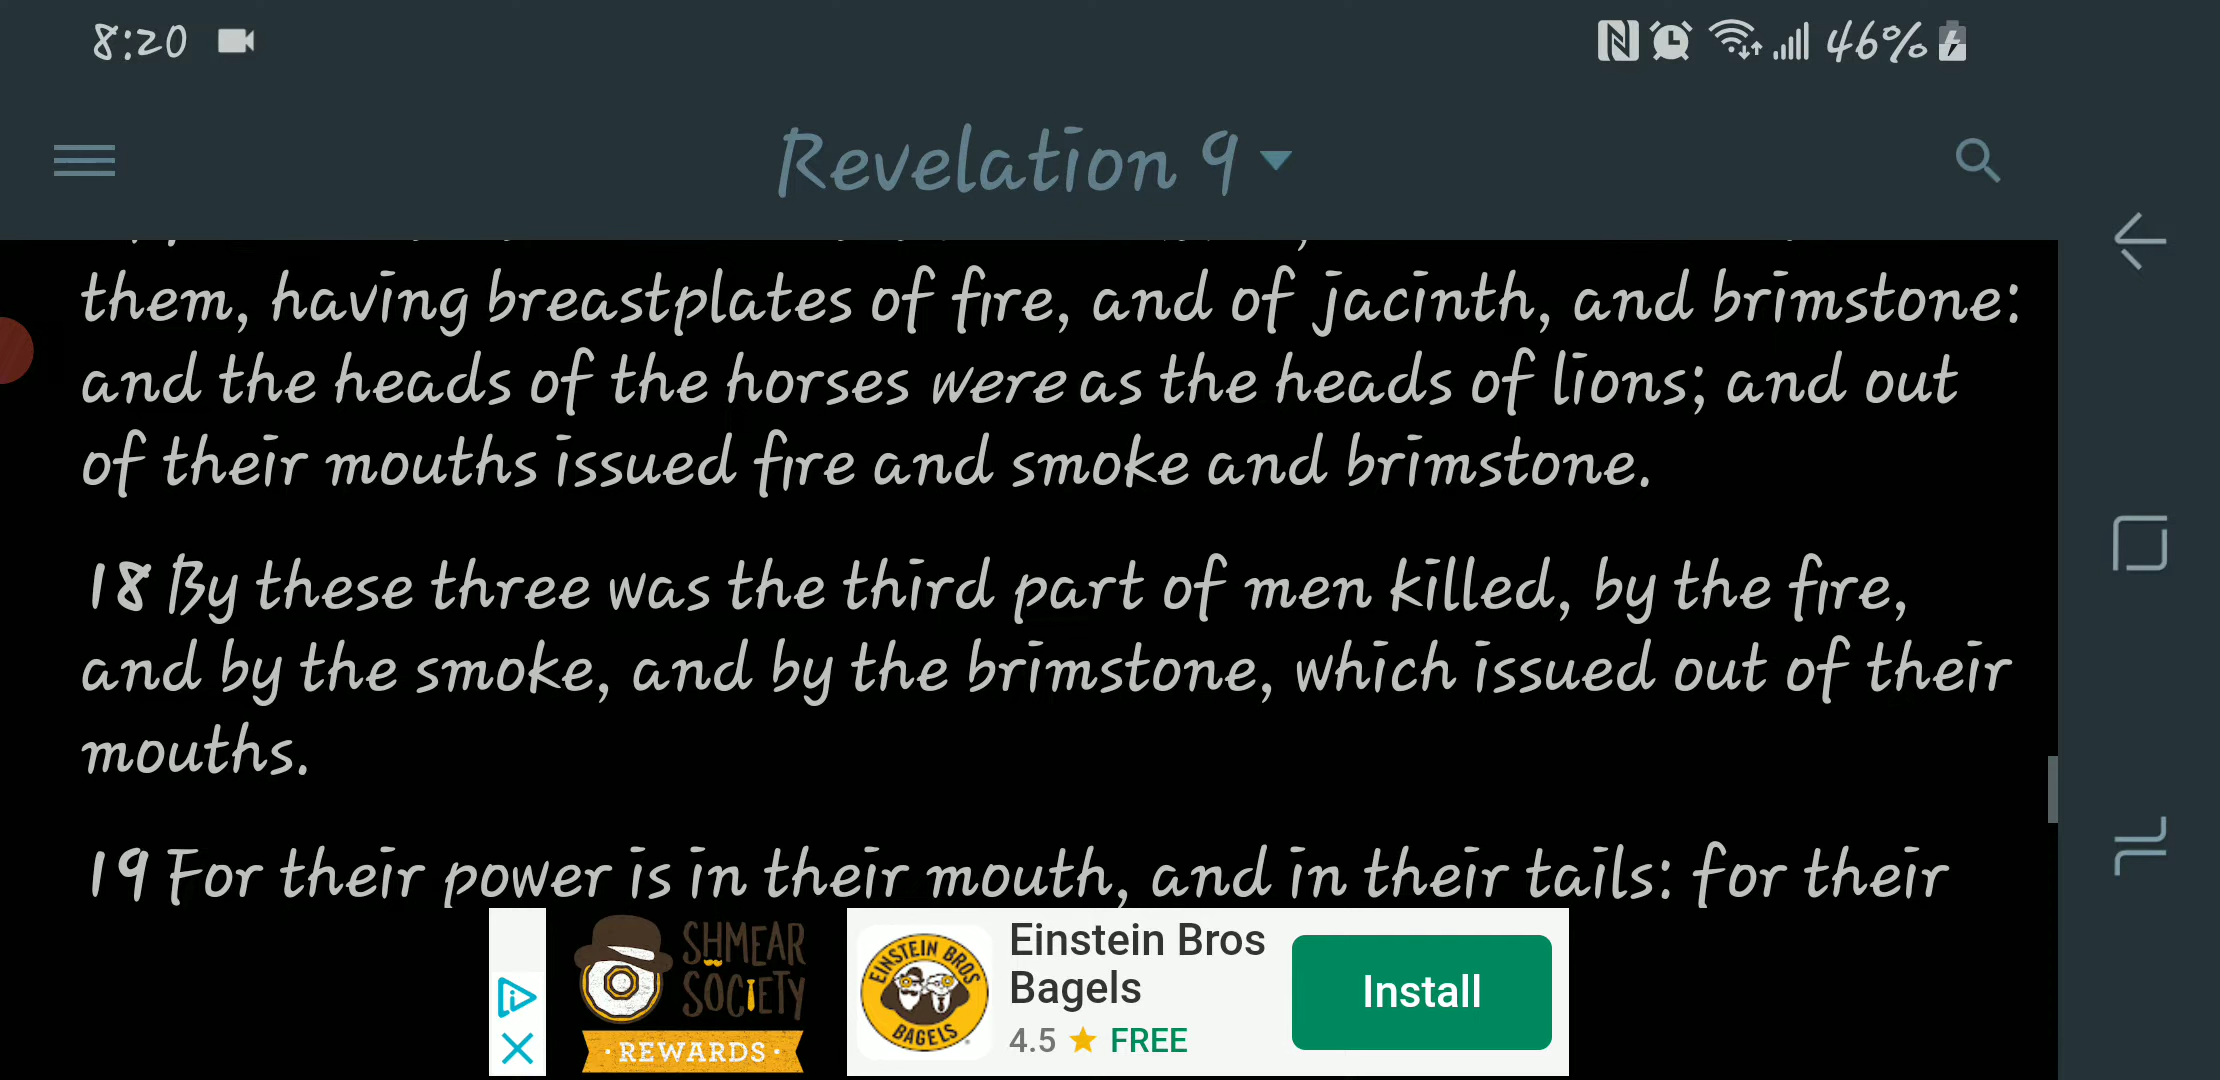 8:20 46%
Revelation 9
them, having breastplates of fire, and of jacinth, and brimstone:
and the heads of the horses were as the heads of lions; and out
of their mouths issued fire and smoke and brimstone.
18 By these three was the third part of men killed, by the fire,
and by the smoke, and by the brimstone, which issued out of their
mouths.
19 For their power is in their mouth, and in their tails: for their
SHMEAR
SOCIETY
· REWARDS ·
EINSTEIN BROS
BAGELS
Einstein Bros
Bagels
4.5 ★ FREE
Install